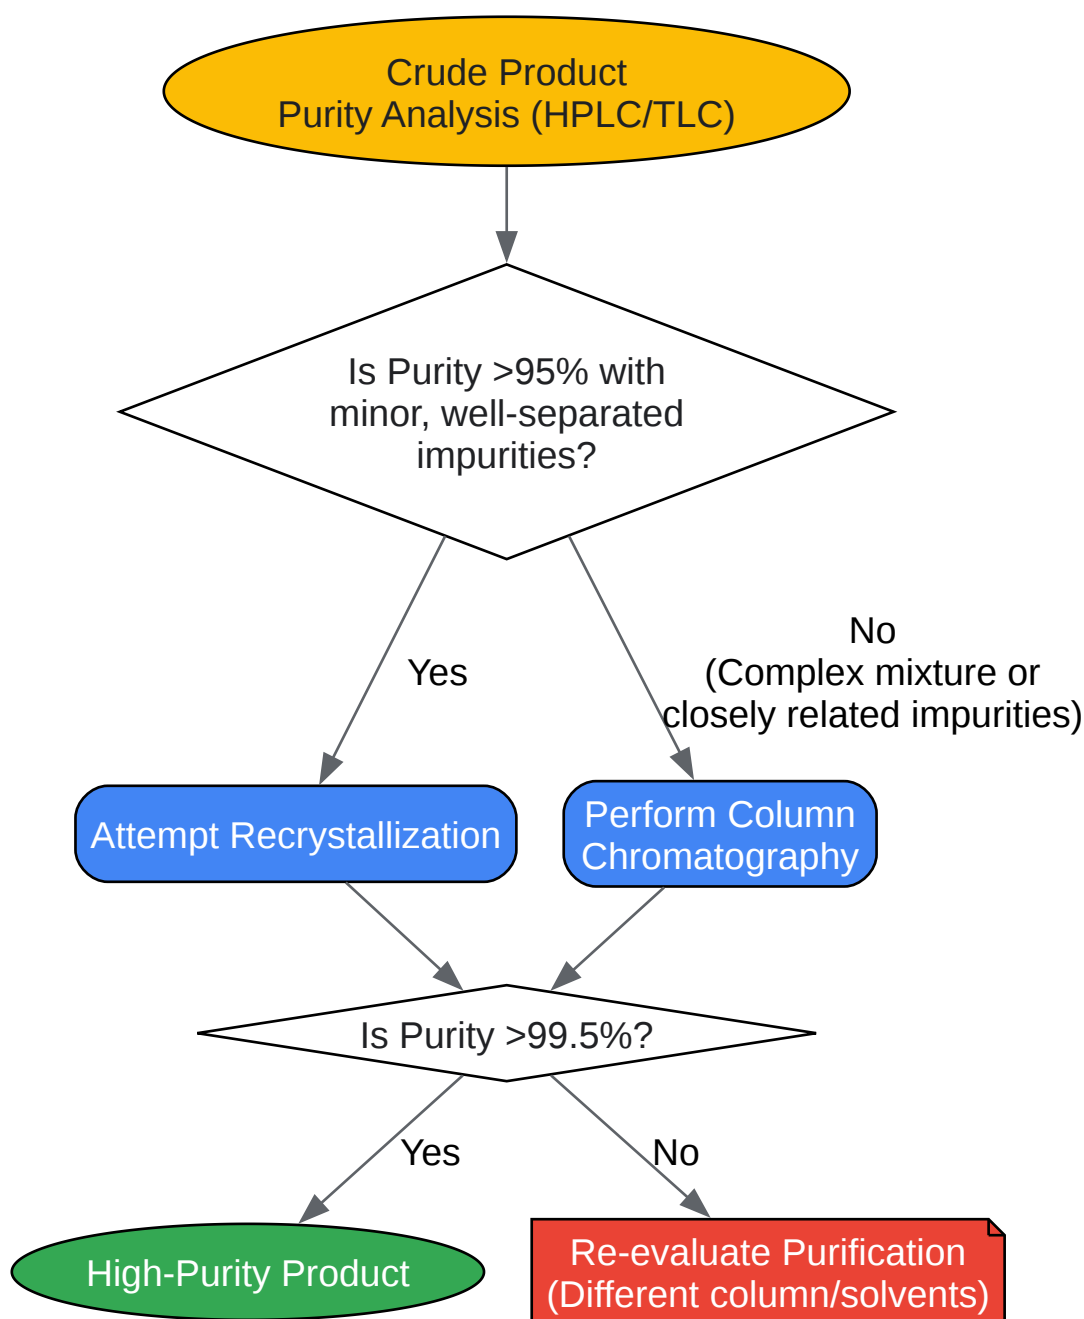 Crude Product
Purity Analysis (HPLC/TLC)
Is Purity >95% with
minor, well-separated
impurities?
Yes
No
(Complex mixture or
closely related impurities)
Attempt Recrystallization
Perform Column
Chromatography
Is Purity >99.5%?
Yes
No
High-Purity Product
Re-evaluate Purification
(Different column/solvents)